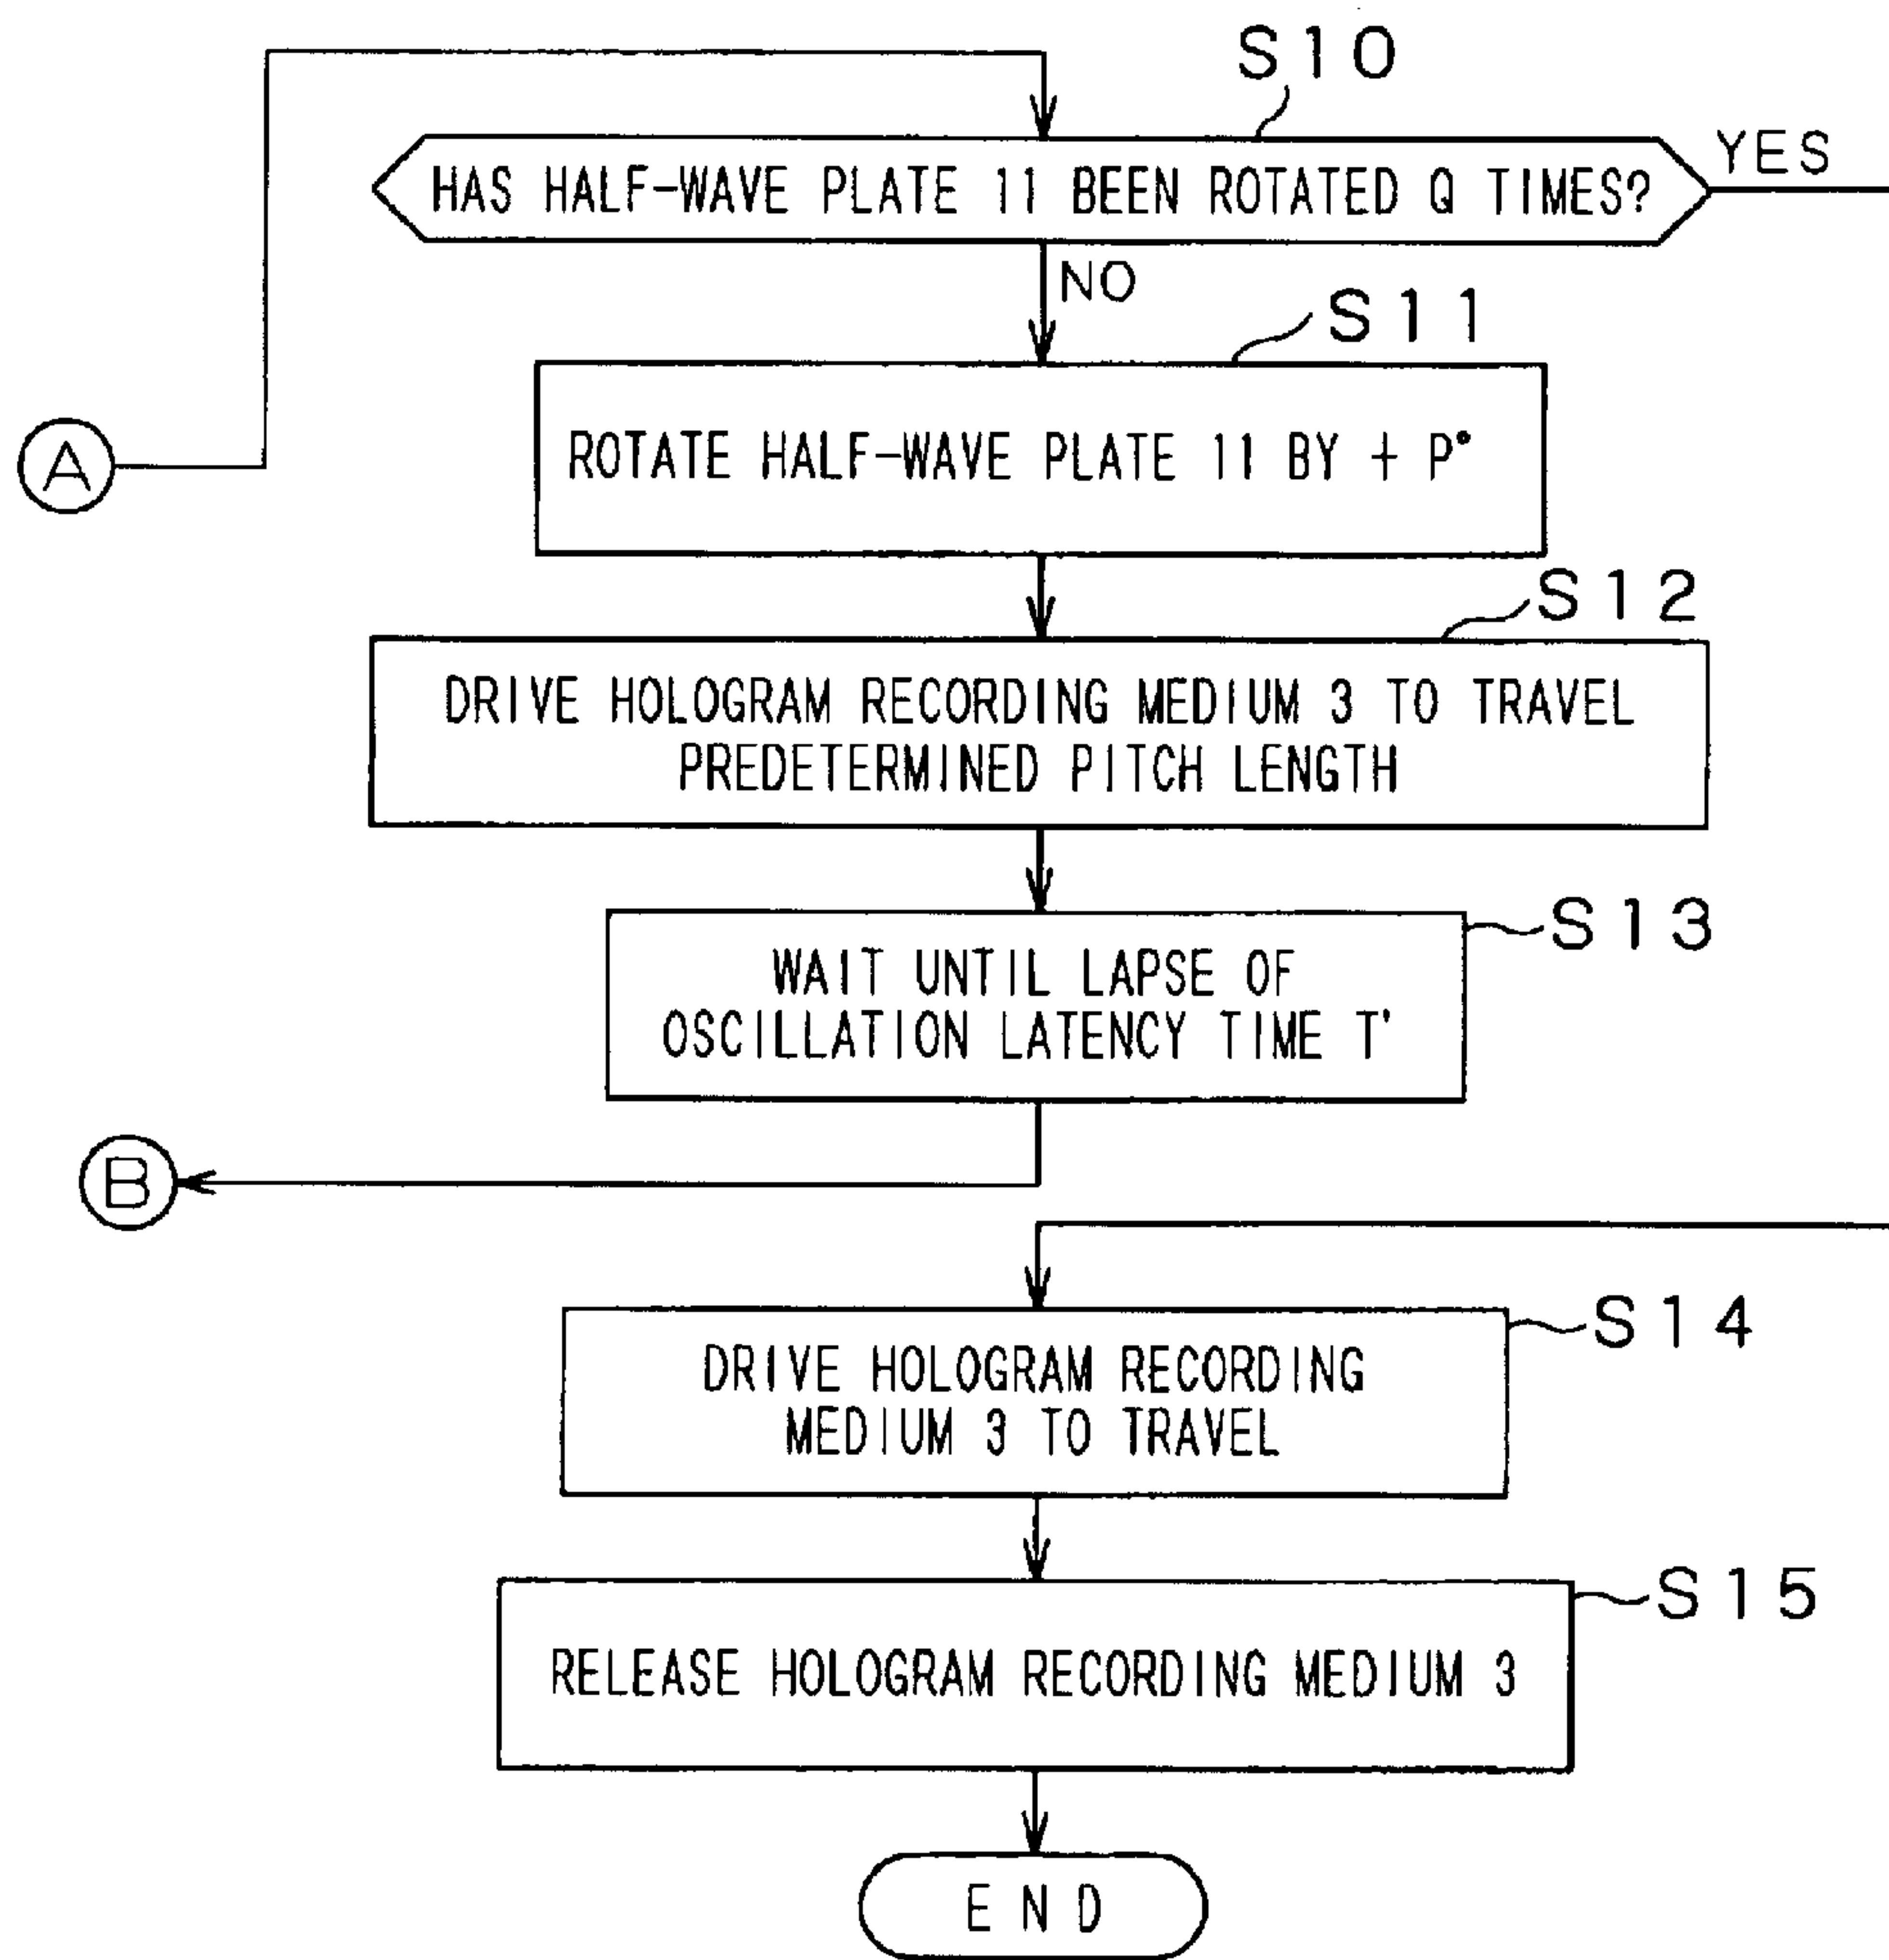 S10
HAS HALF-WAVE PLATE 11 BEEN ROTATED Q TIMES?
YES
NO
S11
A
ROTATE HALF-WAVE PLATE 11 BY + P°
S12
DRIVE HOLOGRAM RECORDING MEDIUM 3 TO TRAVEL
PREDETERMINED PITCH LENGTH
S13
WAIT UNTIL LAPSE OF
OSCILLATION LATENCY TIME T'
B
S14
DRIVE HOLOGRAM RECORDING
MEDIUM 3 TO TRAVEL
S15
RELEASE HOLOGRAM RECORDING MEDIUM 3
END